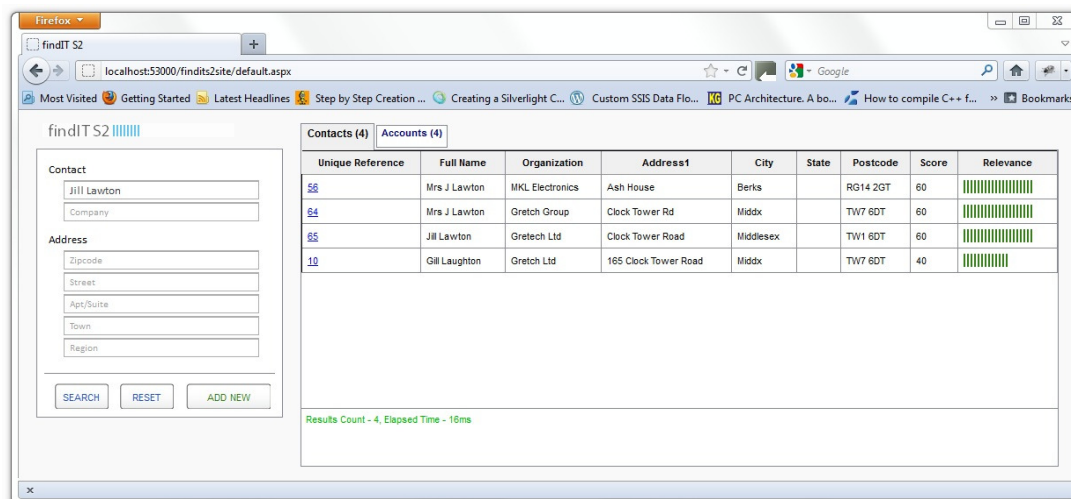 Firefox
findIT S2
localhost:53000/findits2site/default.aspx
Google
Most Visited Getting Started Latest Headlines Step by Step Creation ... Creating a Silverlight C... Custom SSIS Data Flo... KG PC Architecture. A bo... How to compile C++ f... » Bookmarks
findIT S2
Contact
Jill Lawton
Company
Address
Zipcode
Street
Apt/Suite
Town
Region
SEARCH RESET ADD NEW
Contacts (4) Accounts (4)
Unique Reference Full Name Organization Address1 City State Postcode Score Relevance
56 Mrs J Lawton MKL Electronics Ash House Berks RG14 2GT 60
64 Mrs J Lawton Gretch Group Clock Tower Rd Middx TW7 6DT 60
65 Jill Lawton Gretech Ltd Clock Tower Road Middlesex TW1 6DT 60
10 Gill Laughton Gretch Ltd 165 Clock Tower Road Middx TW7 6DT 40
Results Count - 4, Elapsed Time - 16ms